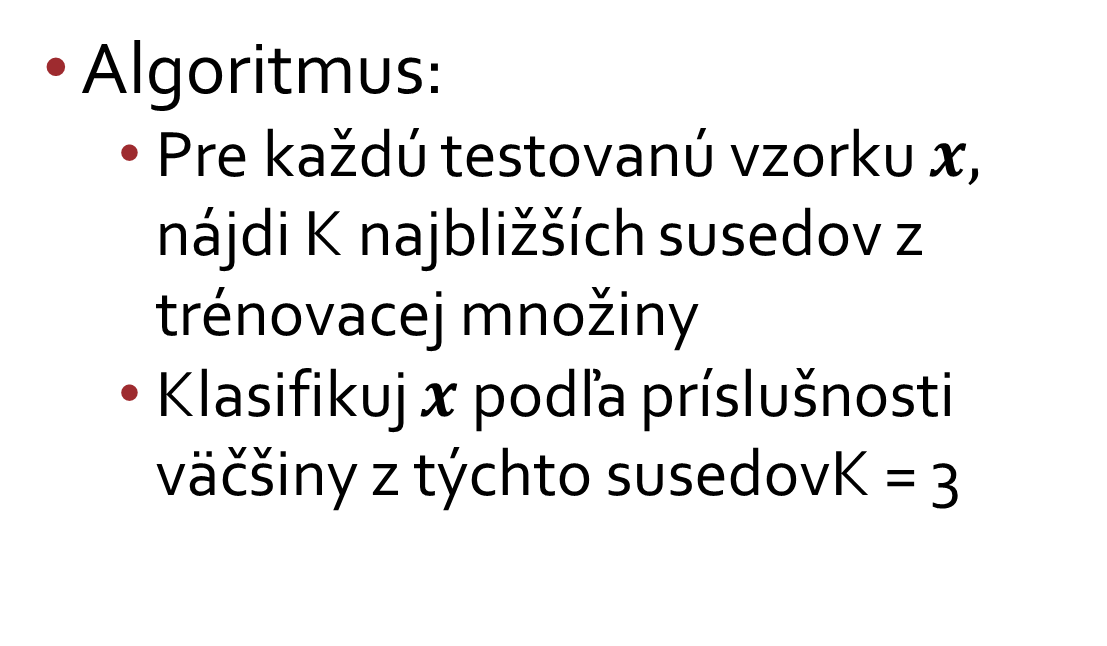 • Algoritmus:
• Pre každú testovanú vzorku x,
nájdi K najbližších susedov z
trénovacej množiny
• Klasifikuj x podľa príslušnosti
väčšiny z týchto susedovK = 3